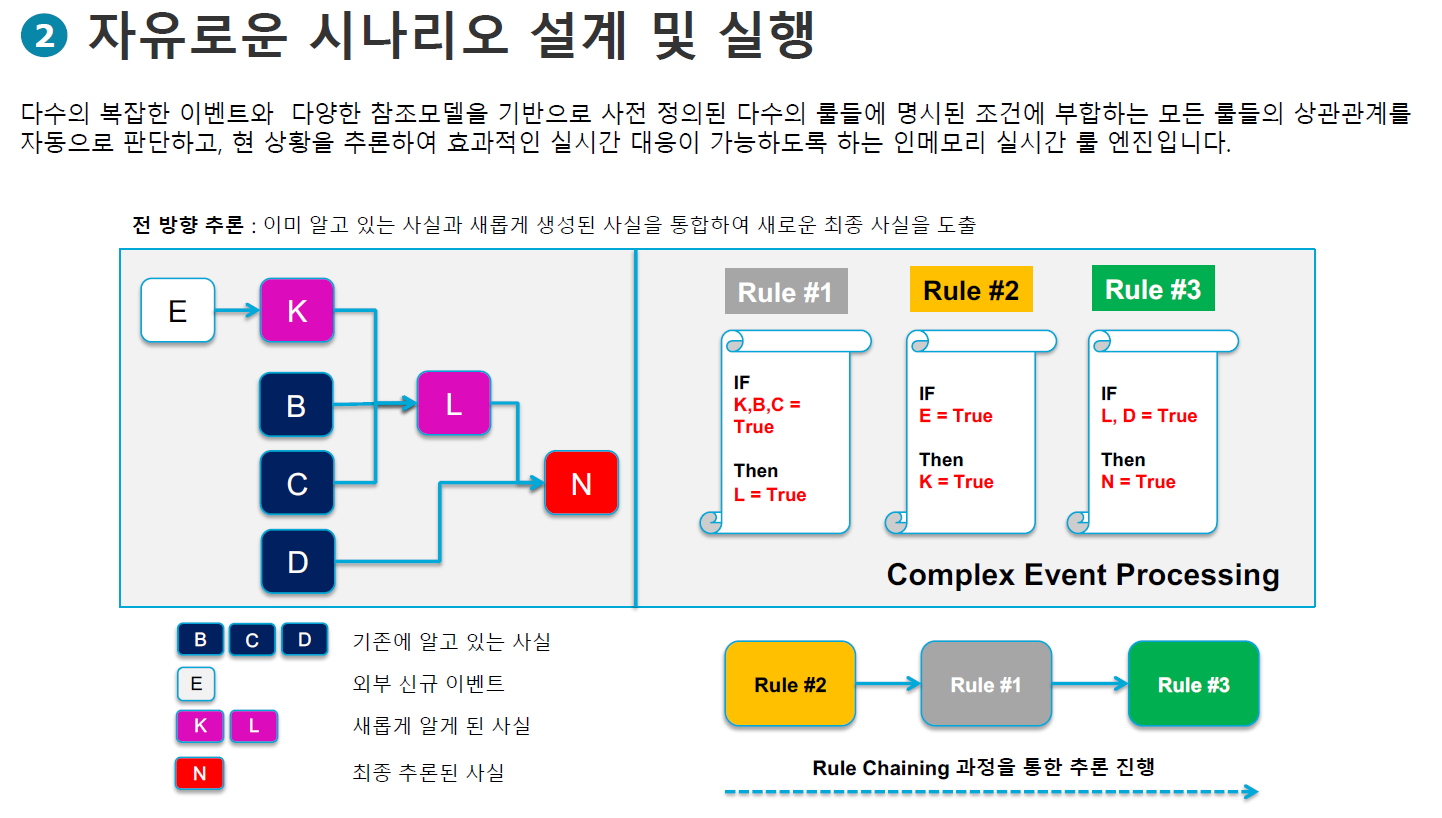 2 자유로운 시나리오 설계 및 실행
다수의 복잡한 이벤트와 다양한 참조모델을 기반으로 사전 정의된 다수의 룰들에 명시된 조건에 부합하는 모든 룰들의 상관관계를
자동으로 판단하고, 현 상황을 추론하여 효과적인 실시간 대응이 가능하도록 하는 인메모리 실시간 룰 엔진입니다.
전 방향 추론 : 이미 알고 있는 사실과 새롭게 생성된 사실을 통합하여 새로운 최종 사실을 도출
E
K
B
C
D
L
N
Rule #1
IF
K,B,C =
True
Then
L = True
Rule #2
IF
E = True
Then
K = True
Rule #3
IF
L, D = True
Then
N = True
Complex Event Processing
B C D 기존에 알고 있는 사실
E 외부 신규 이벤트
K L 새롭게 알게 된 사실
N 최종 추론된 사실
Rule #2
Rule #1
Rule #3
Rule Chaining 과정을 통한 추론 진행